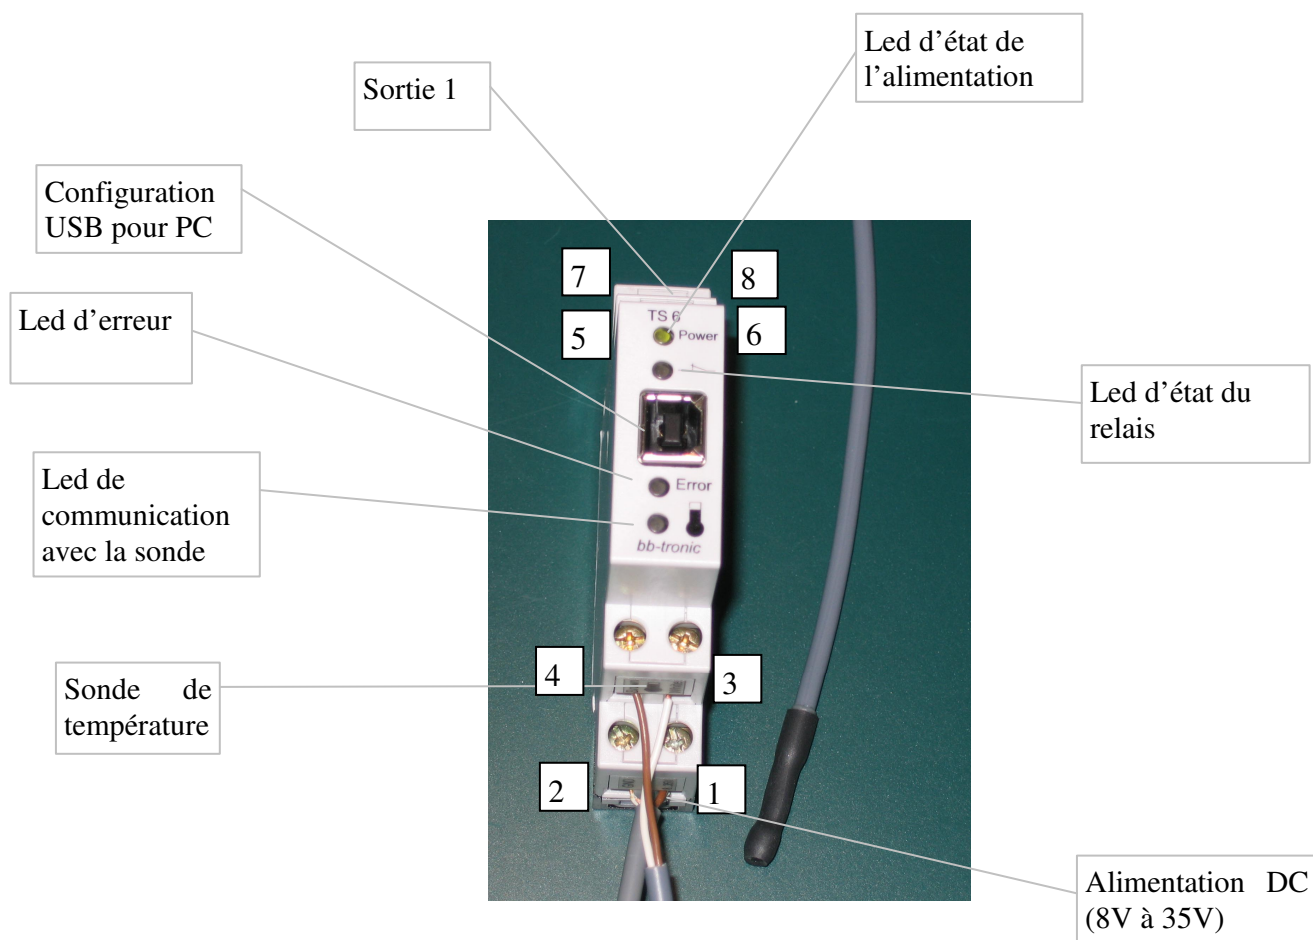 Led d'état de
l'alimentation
Sortie 1
Configuration
USB pour PC
7
8
Led d'erreur
TS 6
5
Power
6
Led d'état du
relais
Led de
communication
avec la sonde
Error
bb-tronic
4
3
Sonde de
température
2
1
Alimentation DC
(8V à 35V)